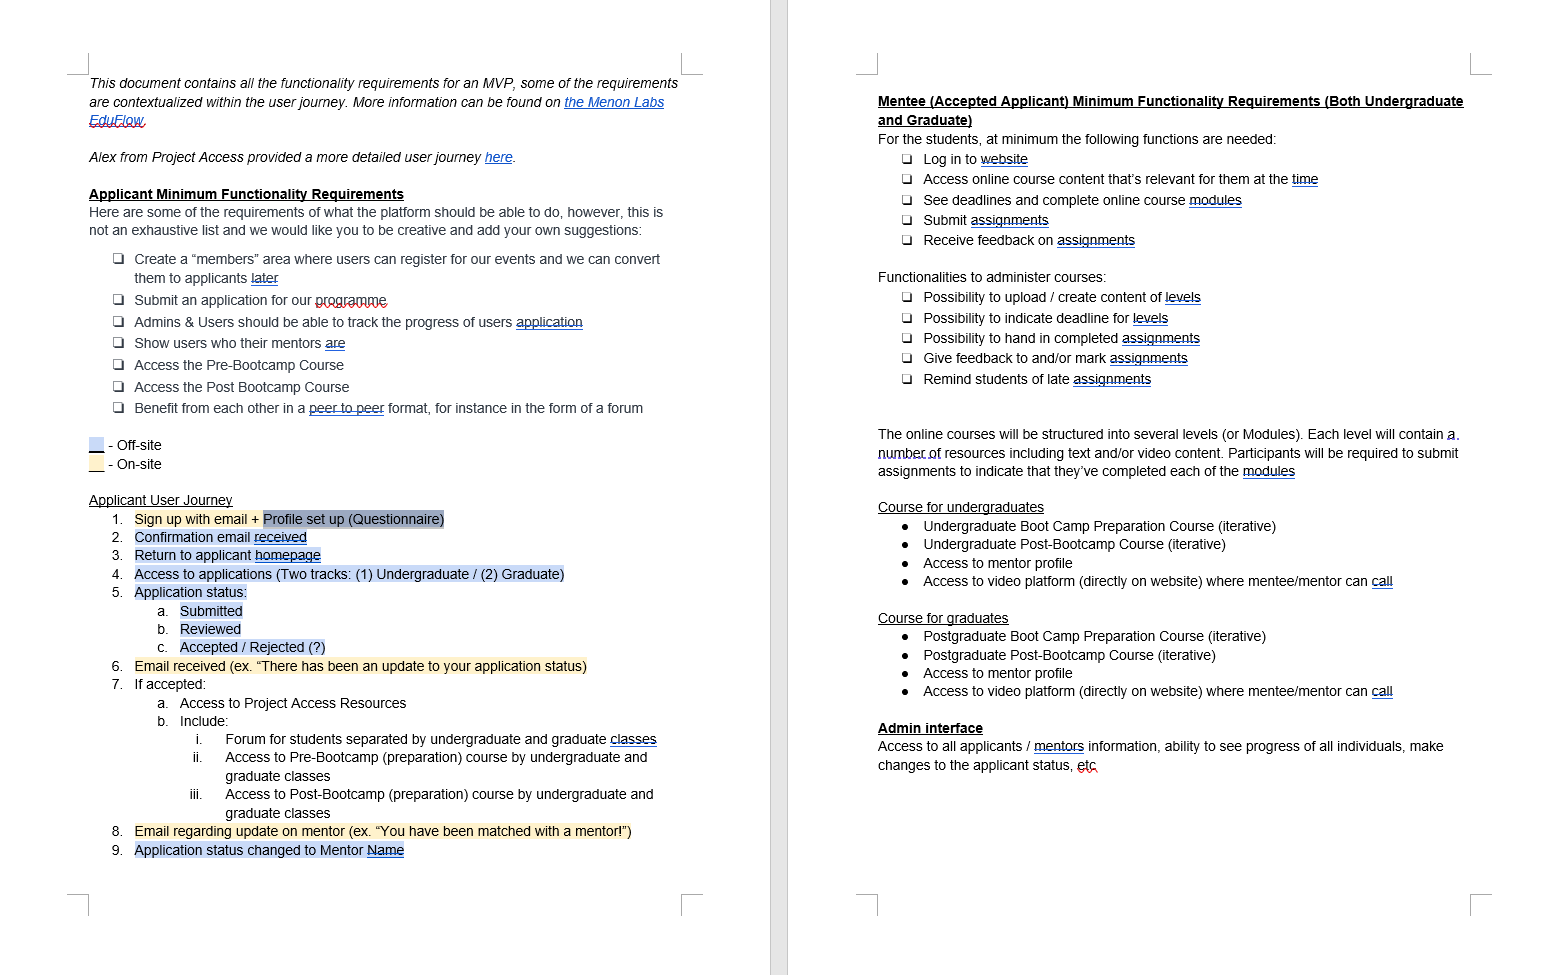 This document contains all the functionality requirements for an MVP, some of the requirements
are contextualized within the user journey. More information can be found on the Menon Labs
EduFlow.
Alex from Project Access provided a more detailed user journey here.
Applicant Minimum Functionality Requirements
Here are some of the requirements of what the platform should be able to do, however, this is
not an exhaustive list and we would like you to be creative and add your own suggestions:
❏ Create a “members” area where users can register for our events and we can convert
them to applicants later
❏ Submit an application for our programme
❏ Admins & Users should be able to track the progress of users application
❏ Show users who their mentors are
❏ Access the Pre-Bootcamp Course
❏ Access the Post Bootcamp Course
❏ Benefit from each other in a peer to peer format, for instance in the form of a forum
- Off-site
- On-site
Applicant User Journey
1. Sign up with email + Profile set up (Questionnaire)
2. Confirmation email received
3. Return to applicant homepage
4. Access to applications (Two tracks: (1) Undergraduate / (2) Graduate)
5. Application status:
a. Submitted
b. Reviewed
c. Accepted / Rejected (?)
6. Email received (ex. “There has been an update to your application status)
7. If accepted:
a. Access to Project Access Resources
b. Include:
i. Forum for students separated by undergraduate and graduate classes
ii. Access to Pre-Bootcamp (preparation) course by undergraduate and
graduate classes
iii. Access to Post-Bootcamp (preparation) course by undergraduate and
graduate classes
8. Email regarding update on mentor (ex. “You have been matched with a mentor!”)
9. Application status changed to Mentor Name
Mentee (Accepted Applicant) Minimum Functionality Requirements (Both Undergraduate
and Graduate)
For the students, at minimum the following functions are needed:
❏ Log in to website
❏ Access online course content that’s relevant for them at the time
❏ See deadlines and complete online course modules
❏ Submit assignments
❏ Receive feedback on assignments
Functionalities to administer courses:
❏ Possibility to upload / create content of levels
❏ Possibility to indicate deadline for levels
❏ Possibility to hand in completed assignments
❏ Give feedback to and/or mark assignments
❏ Remind students of late assignments
The online courses will be structured into several levels (or Modules). Each level will contain a
number of resources including text and/or video content. Participants will be required to submit
assignments to indicate that they’ve completed each of the modules
Course for undergraduates
● Undergraduate Boot Camp Preparation Course (iterative)
● Undergraduate Post-Bootcamp Course (iterative)
● Access to mentor profile
● Access to video platform (directly on website) where mentee/mentor can call
Course for graduates
● Postgraduate Boot Camp Preparation Course (iterative)
● Postgraduate Post-Bootcamp Course (iterative)
● Access to mentor profile
● Access to video platform (directly on website) where mentee/mentor can call
Admin interface
Access to all applicants / mentors information, ability to see progress of all individuals, make
changes to the applicant status, etc